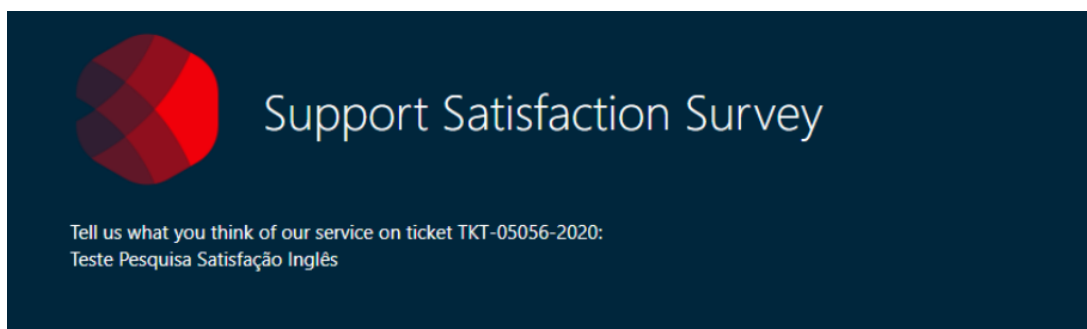 Support Satisfaction Survey
Tell us what you think of our service on ticket TKT-05056-2020:
Teste Pesquisa Satisfação Inglês